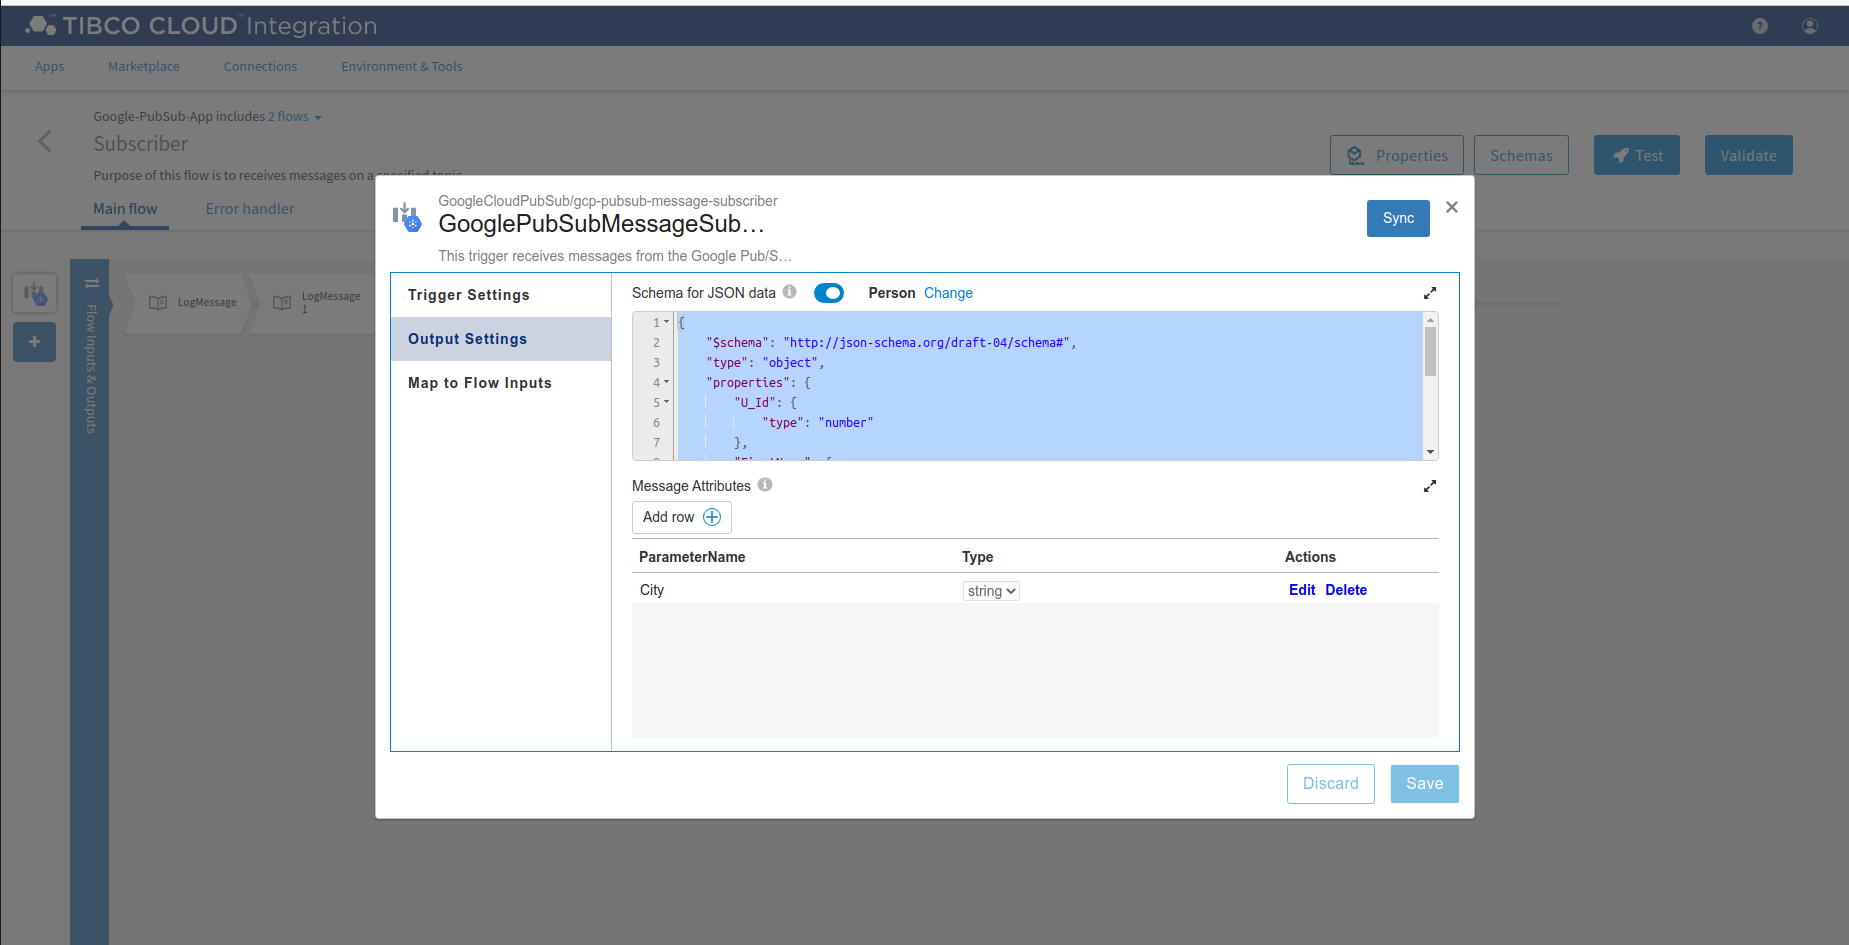 TIBCO CLOUD™ Integration
Apps Marketplace Connections Environment & Tools
Google-PubSub-App includes 2 flows
Subscriber
Purpose of this flow is to receives messages on a specified topic
Properties Schemas Test Validate
Main flow Error handler
Flow Inputs & Outputs
LogMessage
LogMessage
1
GoogleCloudPubSub/gcp-pubsub-message-subscriber
GooglePubSubMessageSub…
This trigger receives messages from the Google Pub/S…
Sync
Trigger Settings
Output Settings
Map to Flow Inputs
Schema for JSON data Person Change
1 {
2 "$schema": "http://json-schema.org/draft-04/schema#",
3 "type": "object",
4 "properties": {
5 "U_Id": {
6 "type": "number"
7 },
Message Attributes
Add row
ParameterName Type Actions
City string Edit Delete
Discard Save